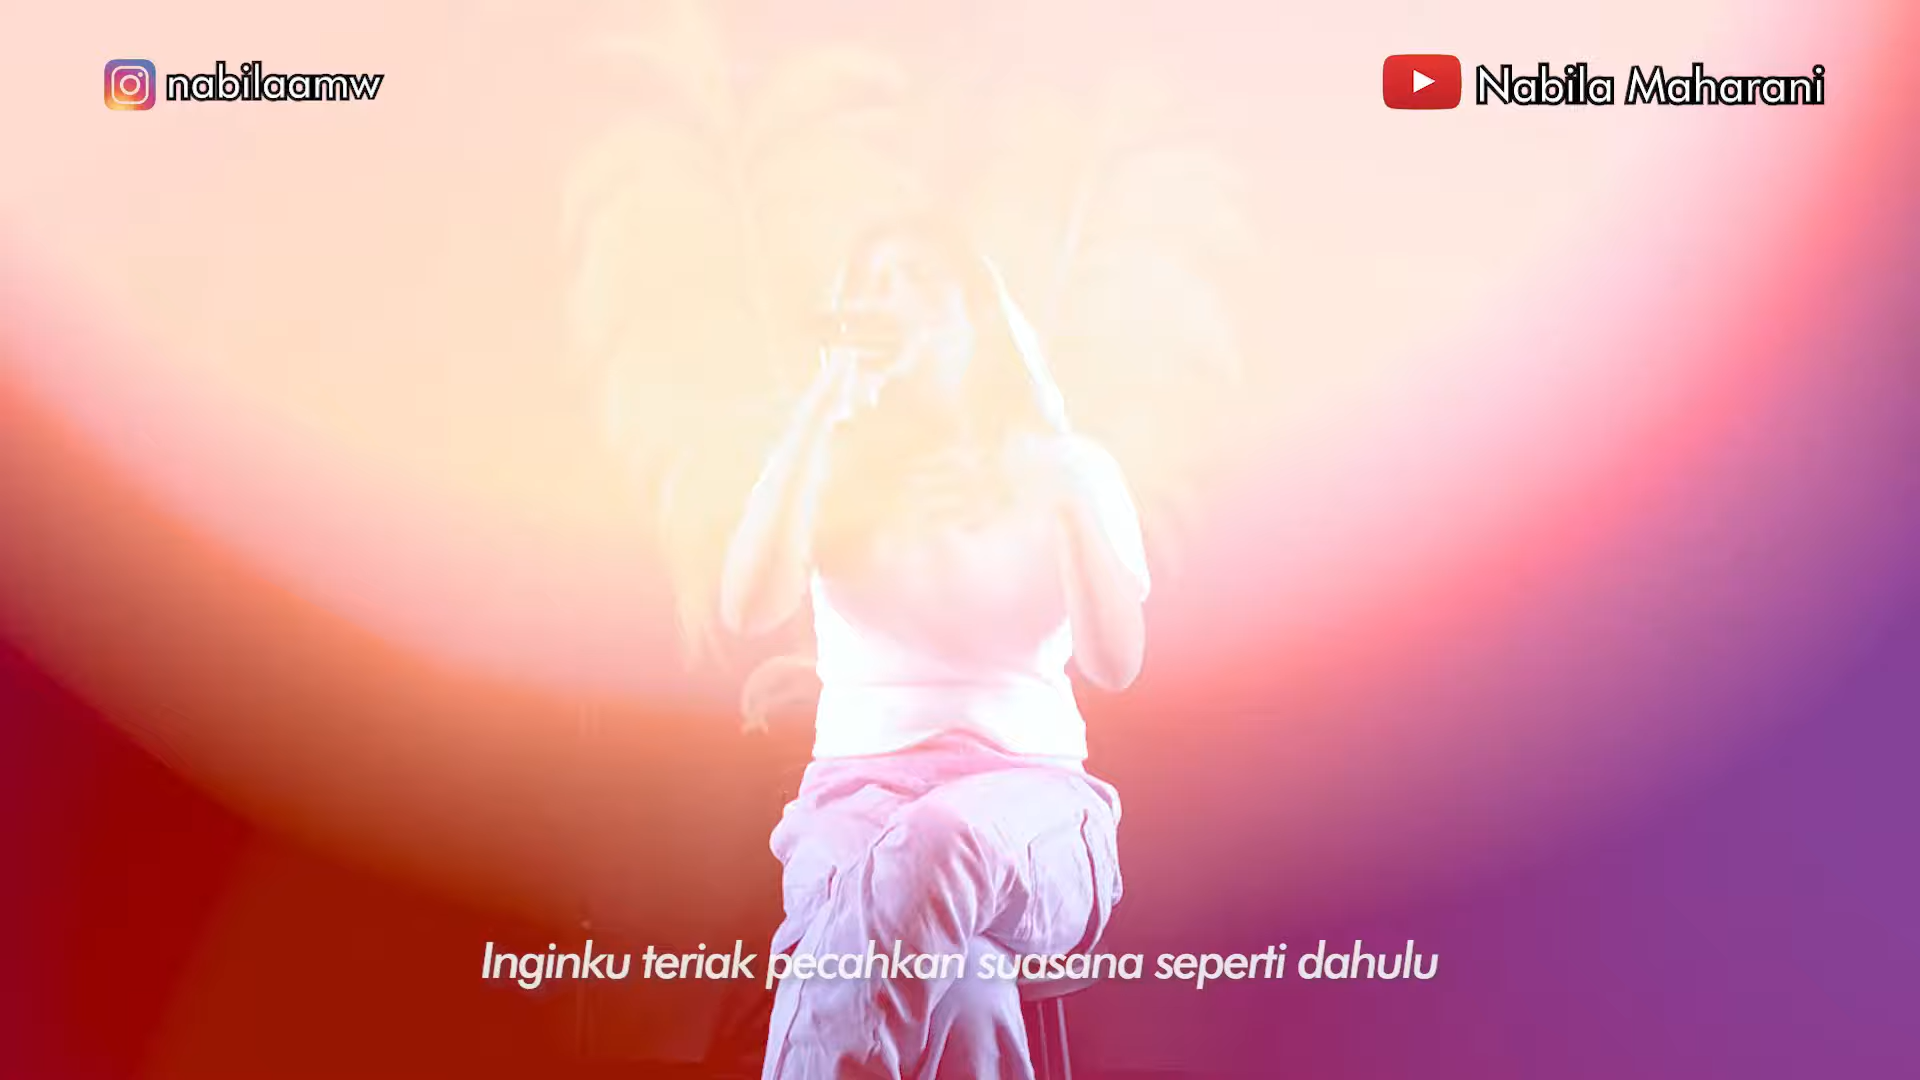 nabilaamw
Nabila Maharani
Inginku teriak pecahkan suasana seperti dahulu